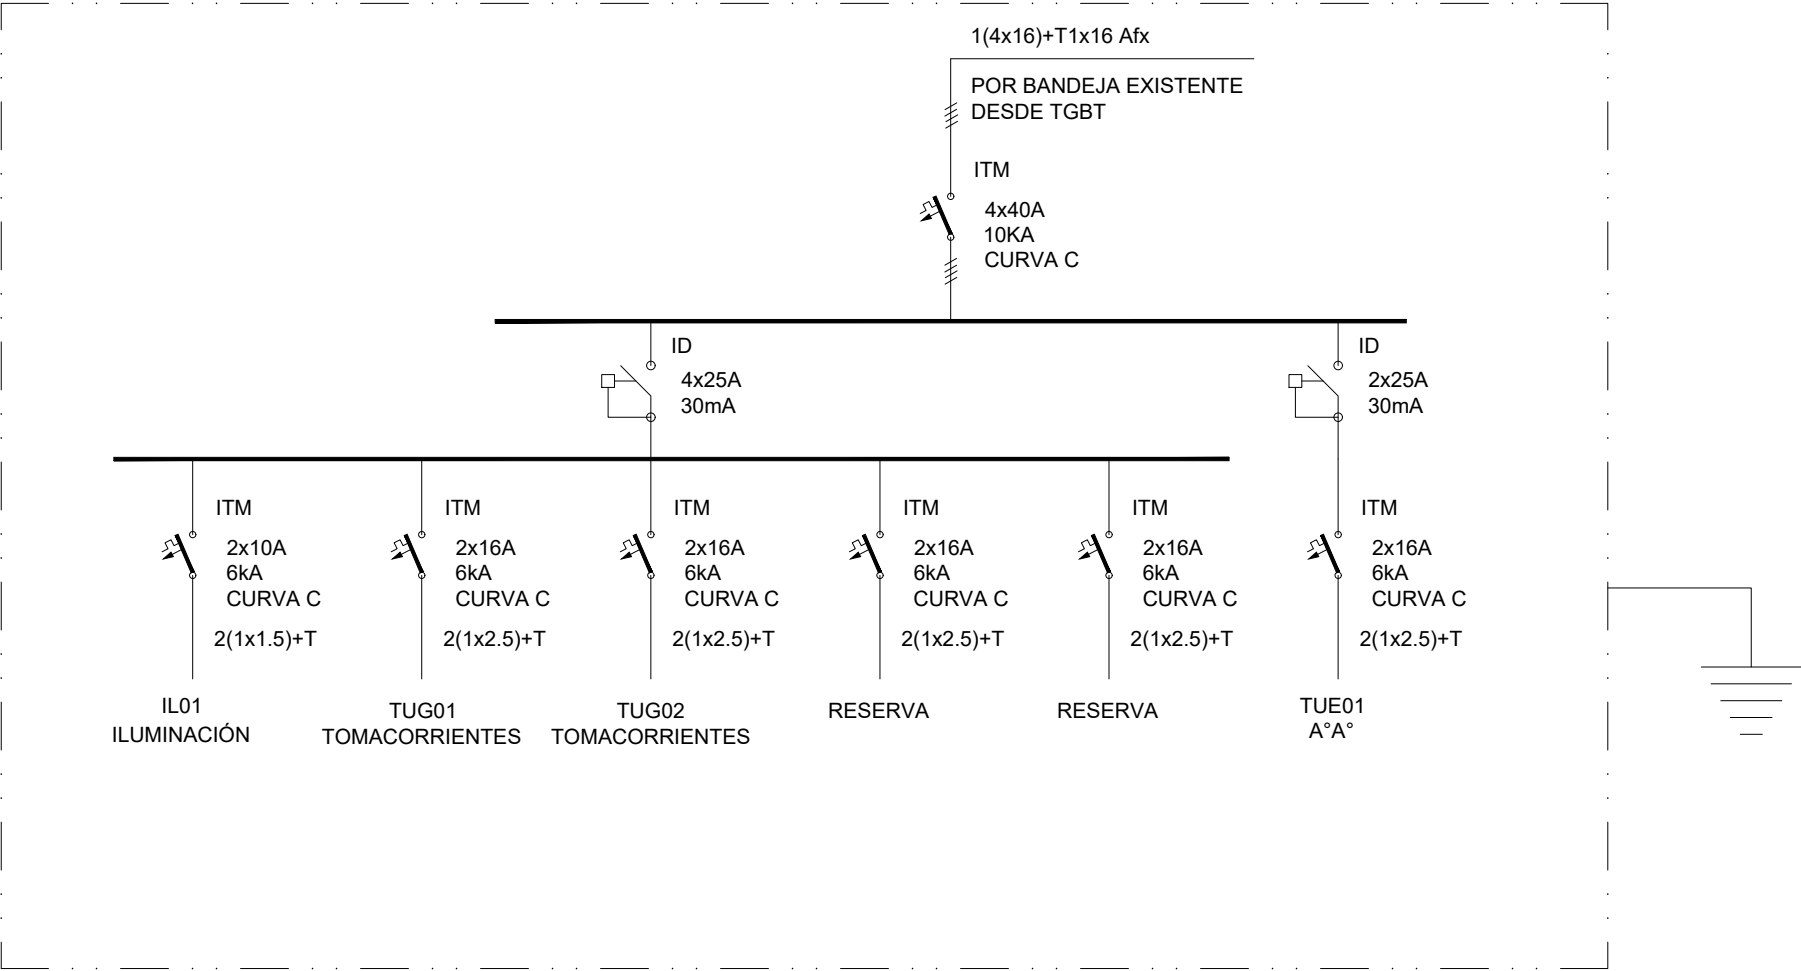 1(4x16)+T1x16 Afx
POR BANDEJA EXISTENTE
DESDE TGBT
ITM
4x40A
10KA
CURVA C
ID
4x25A
30mA
ID
2x25A
30mA
ITM
2x10A
6kA
CURVA C
2(1x1.5)+T
IL01
ILUMINACIÓN
ITM
2x16A
6kA
CURVA C
2(1x2.5)+T
TUG01
TOMACORRIENTES
ITM
2x16A
6kA
CURVA C
2(1x2.5)+T
TUG02
TOMACORRIENTES
ITM
2x16A
6kA
CURVA C
2(1x2.5)+T
RESERVA
ITM
2x16A
6kA
CURVA C
2(1x2.5)+T
RESERVA
ITM
2x16A
6kA
CURVA C
2(1x2.5)+T
TUE01
A°A°